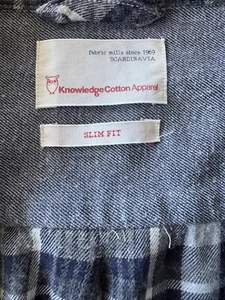 fabric mills since 1969
SCANDINAVIA
KnowledgeCotton Apparel
SLIM FIT